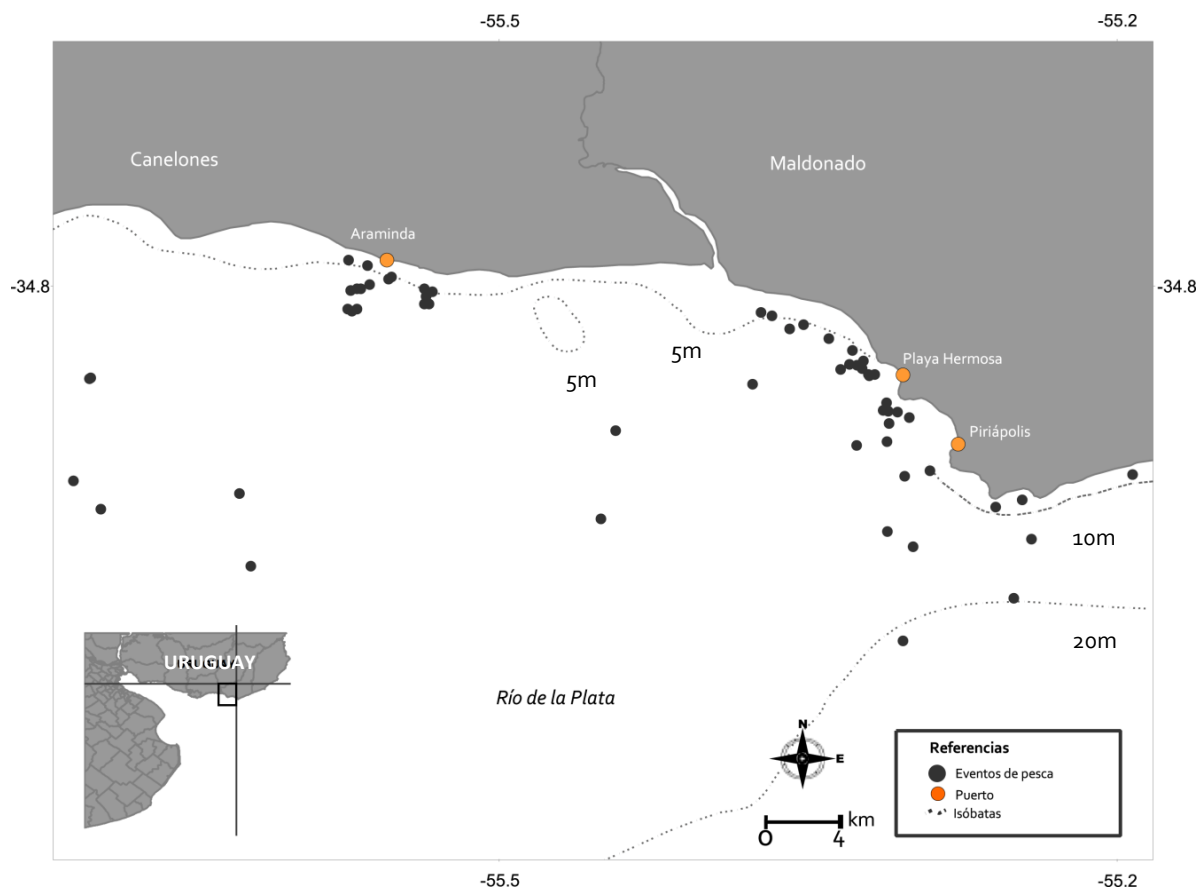 -55.5
-55.2
Canelones
Maldonado
Araminda
-34.8
-34.8
5m
Playa Hermosa
5m
Piriápolis
10m
20m
URUGUAY
Río de la Plata
N
E
Referencias
Eventos de pesca
Puerto
Isóbatas
km
0
4
-55.5
-55.2